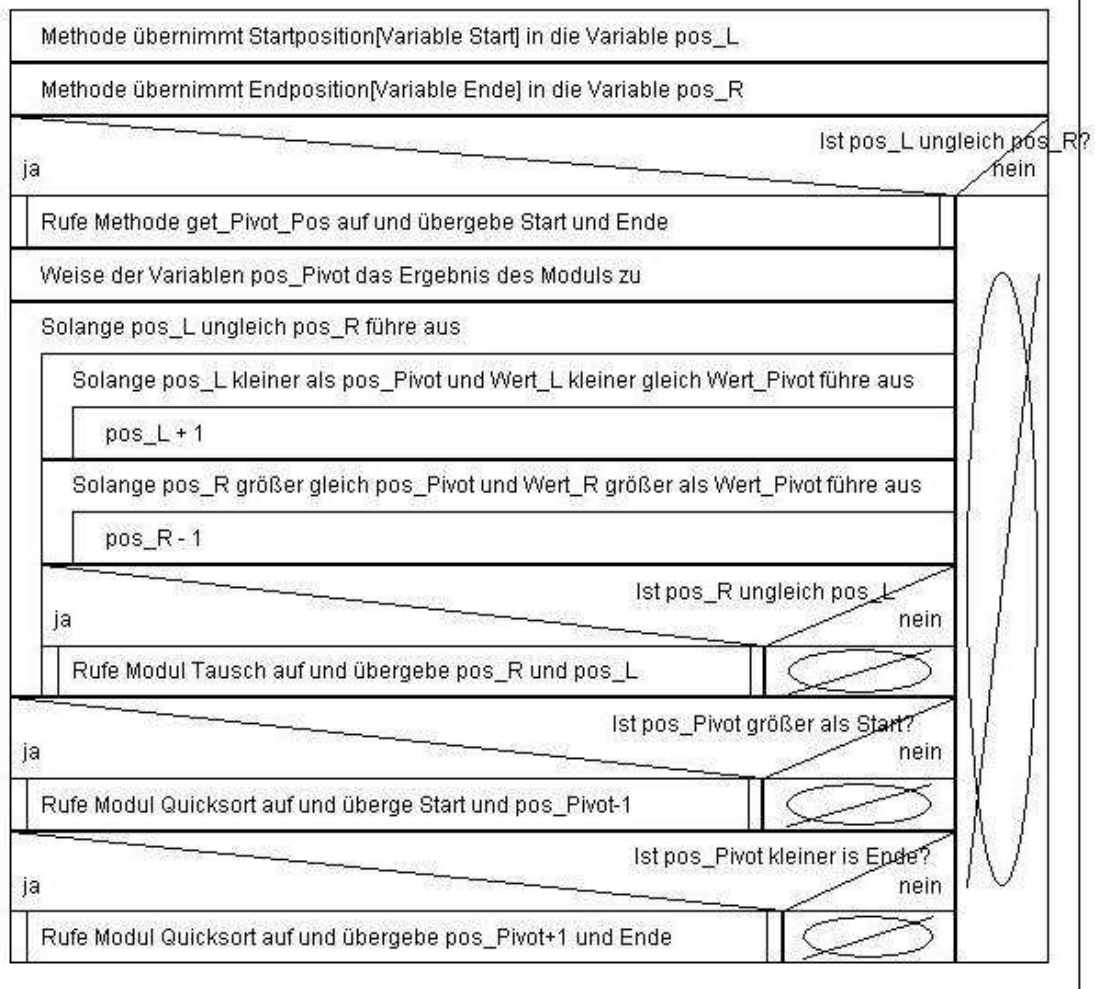 Methode übernimmt Startposition[Variable Start] in die Variable pos_L
Methode übernimmt Endposition[Variable Ende] in die Variable pos_R
Ist pos_L ungleich pos_R?
ja
nein
Rufe Methode get_Pivot_Pos auf und übergebe Start und Ende
Weise der Variablen pos_Pivot das Ergebnis des Moduls zu
Solange pos_L ungleich pos_R führe aus
Solange pos_L kleiner als pos_Pivot und Wert_L kleiner gleich Wert_Pivot führe aus
pos_L + 1
Solange pos_R größer gleich pos_Pivot und Wert_R größer als Wert_Pivot führe aus
pos_R - 1
Ist pos_R ungleich pos_L
ja
nein
Rufe Modul Tausch auf und übergebe pos_R und pos_L
Ist pos_Pivot größer als Start?
ja
nein
Rufe Modul Quicksort auf und überge Start und pos_Pivot-1
Ist pos_Pivot kleiner is Ende?
ja
nein
Rufe Modul Quicksort auf und übergebe pos_Pivot+1 und Ende